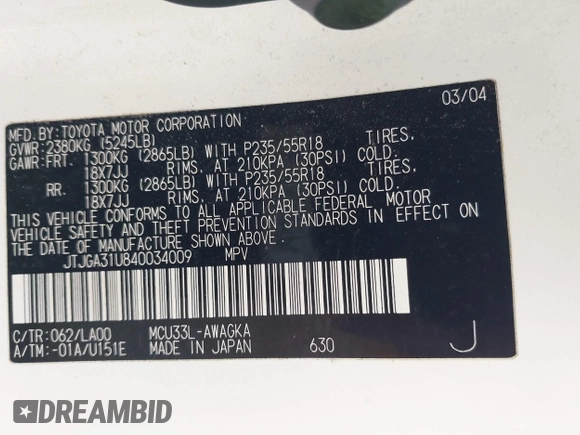 03/04
MFD.BY:TOYOTA MOTOR CORPORATION
GVWR:2380KG (5245LB)
GAWR:FRT. 1300KG (2865LB) WITH P235/55R18 TIRES,
18X7JJ RIMS, AT 210KPA (30PSI) COLD.
RR. 1300KG (2865LB) WITH P235/55R18 TIRES,
18X7JJ RIMS, AT 210KPA (30PSI) COLD.
THIS VEHICLE CONFORMS TO ALL APPLICABLE FEDERAL MOTOR
VEHICLE SAFETY AND THEFT PREVENTION STANDARDS IN EFFECT ON
THE DATE OF MANUFACTURE SHOWN ABOVE.
JTJGA31U840034009 MPV
C/TR:062/LA00 MCU33L-AWAGKA
A/TM:-01A/U151E MADE IN JAPAN 630 J
DREAMBID